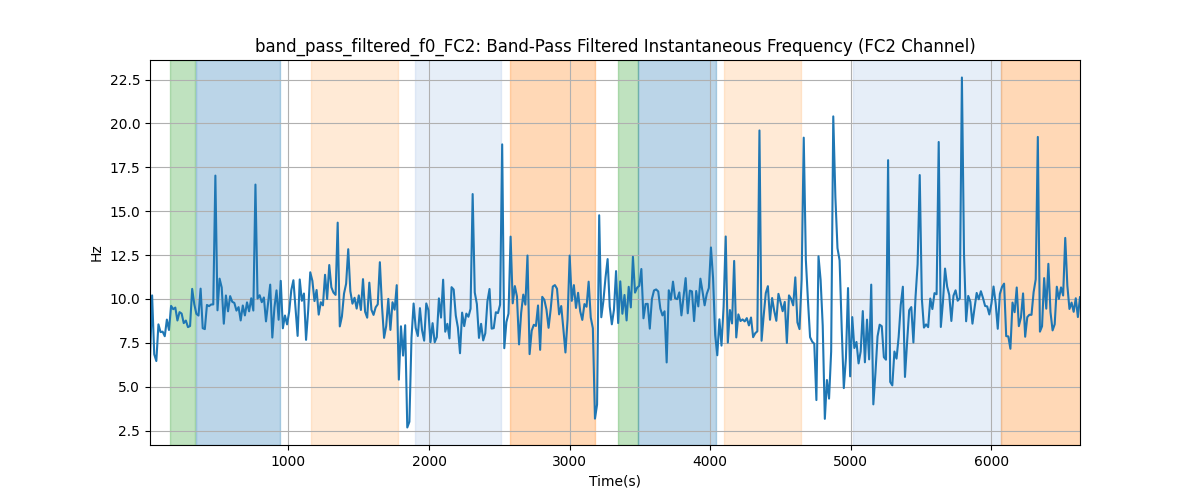 band_pass_filtered_f0_FC2: Band-Pass Filtered Instantaneous Frequency (FC2 Channel)
22.5
20.0
17.5
15.0
12.5
10.0
7.5
5.0
2.5
Hz
1000 2000 3000 4000 5000 6000
Time(s)